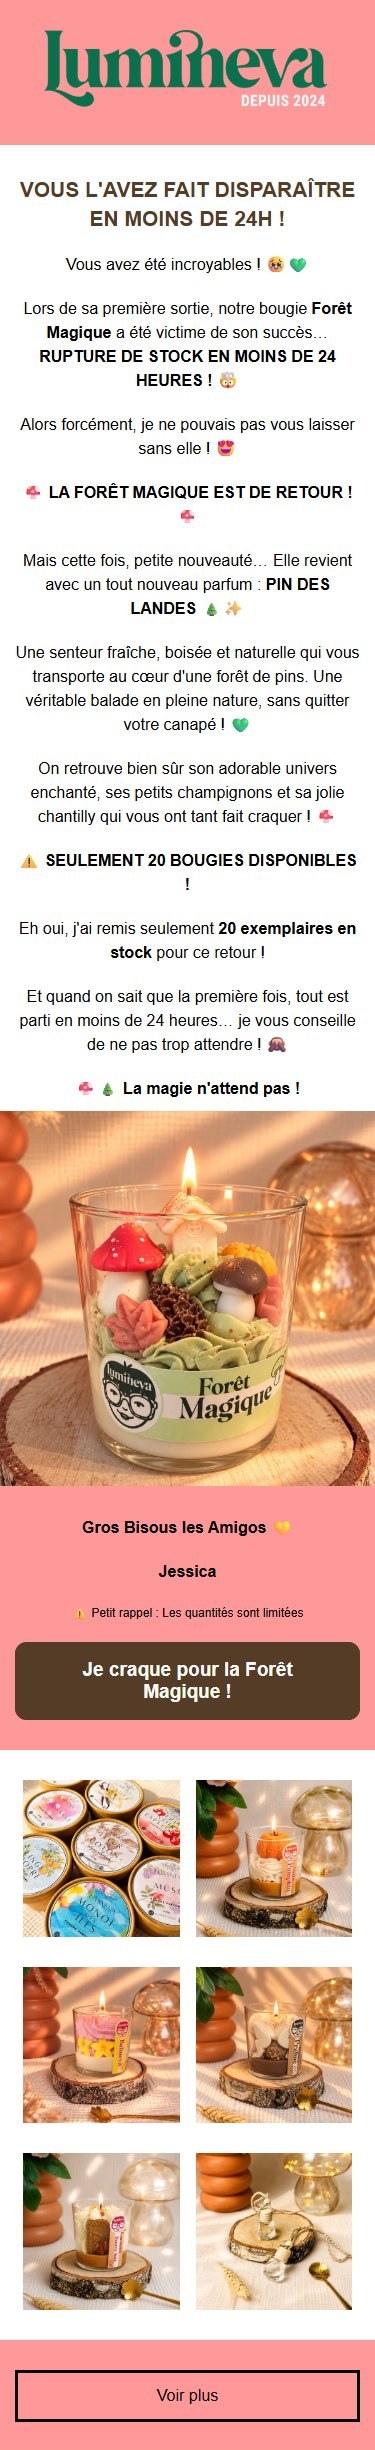 Lumineva
DEPUIS 2024
VOUS L'AVEZ FAIT DISPARAÎTRE
EN MOINS DE 24H !
Vous avez été incroyables ! 🥹 💚
Lors de sa première sortie, notre bougie Forêt
Magique a été victime de son succès…
RUPTURE DE STOCK EN MOINS DE 24
HEURES ! 🤯
Alors forcément, je ne pouvais pas vous laisser
sans elle ! 😍
🍄 LA FORÊT MAGIQUE EST DE RETOUR !
🍄
Mais cette fois, petite nouveauté… Elle revient
avec un tout nouveau parfum : PIN DES
LANDES 🌲 ✨
Une senteur fraîche, boisée et naturelle qui vous
transporte au cœur d'une forêt de pins. Une
véritable balade en pleine nature, sans quitter
votre canapé ! 💚
On retrouve bien sûr son adorable univers
enchanté, ses petits champignons et sa jolie
chantilly qui vous ont tant fait craquer ! 🍄
⚠️ SEULEMENT 20 BOUGIES DISPONIBLES
!
Eh oui, j'ai remis seulement 20 exemplaires en
stock pour ce retour !
Et quand on sait que la première fois, tout est
parti en moins de 24 heures… je vous conseille
de ne pas trop attendre ! 🙈
🍄 🌲 La magie n'attend pas !
lumineva
Forêt
Magique
Gros Bisous les Amigos 💛
Jessica
⚠️ Petit rappel : Les quantités sont limitées
Je craque pour la Forêt
Magique !
Voir plus